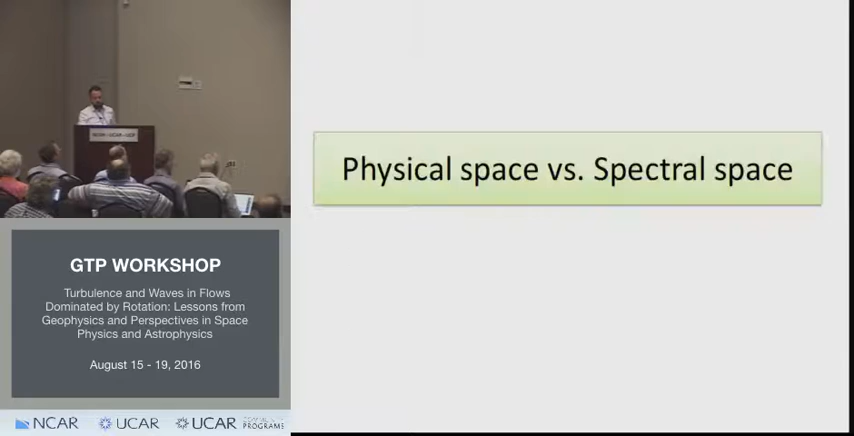 Physical space vs. Spectral space
GTP WORKSHOP
Turbulence and Waves in Flows
Dominated by Rotation: Lessons from
Geophysics and Perspectives in Space
Physics and Astrophysics
August 15 - 19, 2016
NCAR
UCAR
UCAR
PROGRAMS